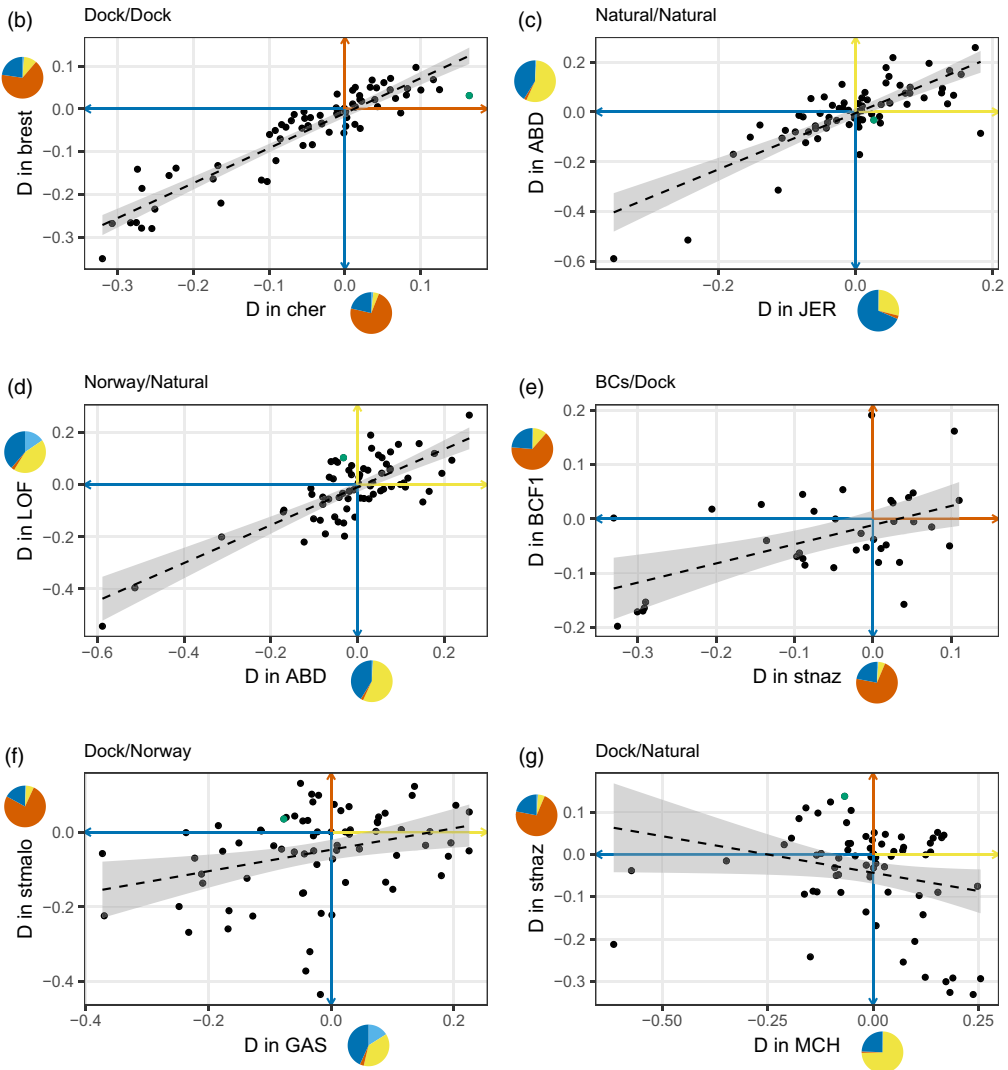 (b) Dock/Dock
0.1
0.0
−0.1
−0.2
−0.3
D in brest
−0.3 −0.2 −0.1 0.0 0.1
D in cher
(c) Natural/Natural
0.2
0.0
−0.2
−0.4
−0.6
D in ABD
−0.2 0.0 0.2
D in JER
(d) Norway/Natural
0.2
0.0
−0.2
−0.4
D in LOF
−0.6 −0.4 −0.2 0.0 0.2
D in ABD
(e) BCs/Dock
0.2
0.1
0.0
−0.1
−0.2
D in BCF1
−0.3 −0.2 −0.1 0.0 0.1
D in stnaz
(f) Dock/Norway
0.0
−0.2
−0.4
D in stmalo
−0.4 −0.2 0.0 0.2
D in GAS
(g) Dock/Natural
0.1
0.0
−0.1
−0.2
−0.3
D in stnaz
−0.50 −0.25 0.00 0.25
D in MCH